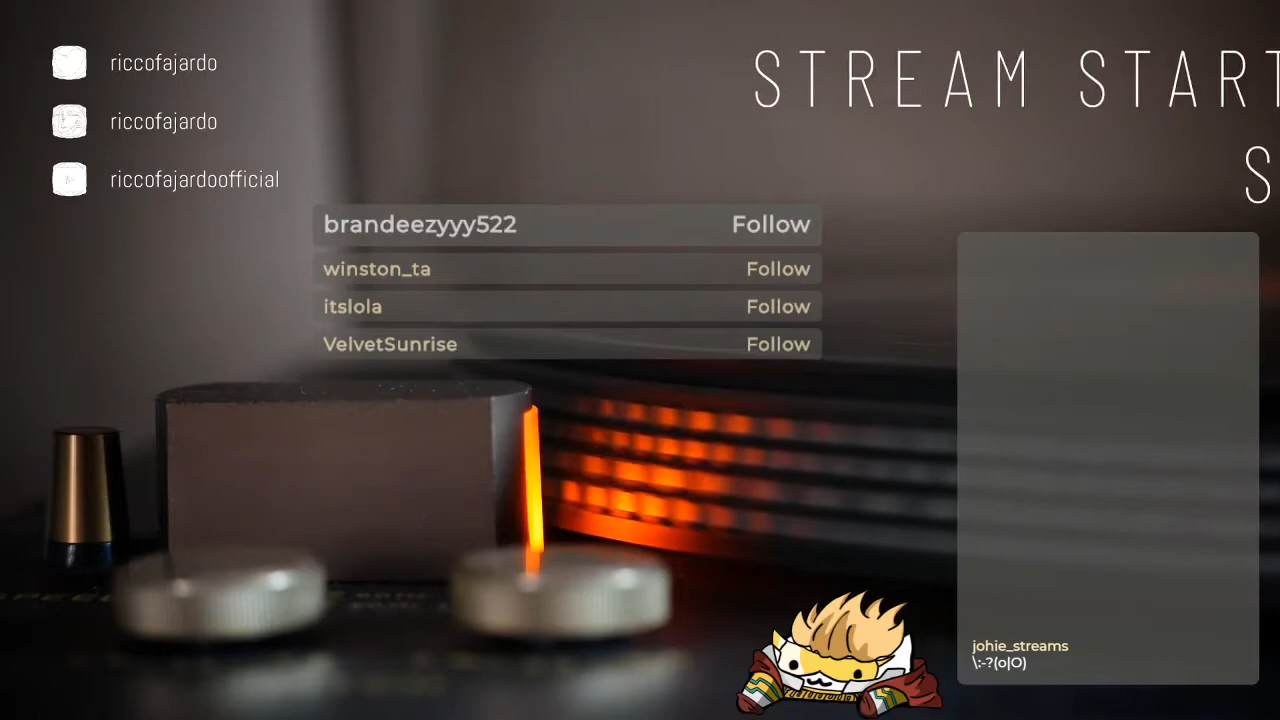 riccofajardo
riccofajardo
riccofajardoofficial
STREAM START
S
brandeezyyy522 Follow
winston_ta Follow
itslola Follow
VelvetSunrise Follow
johie_streams
\:-?(o|O)